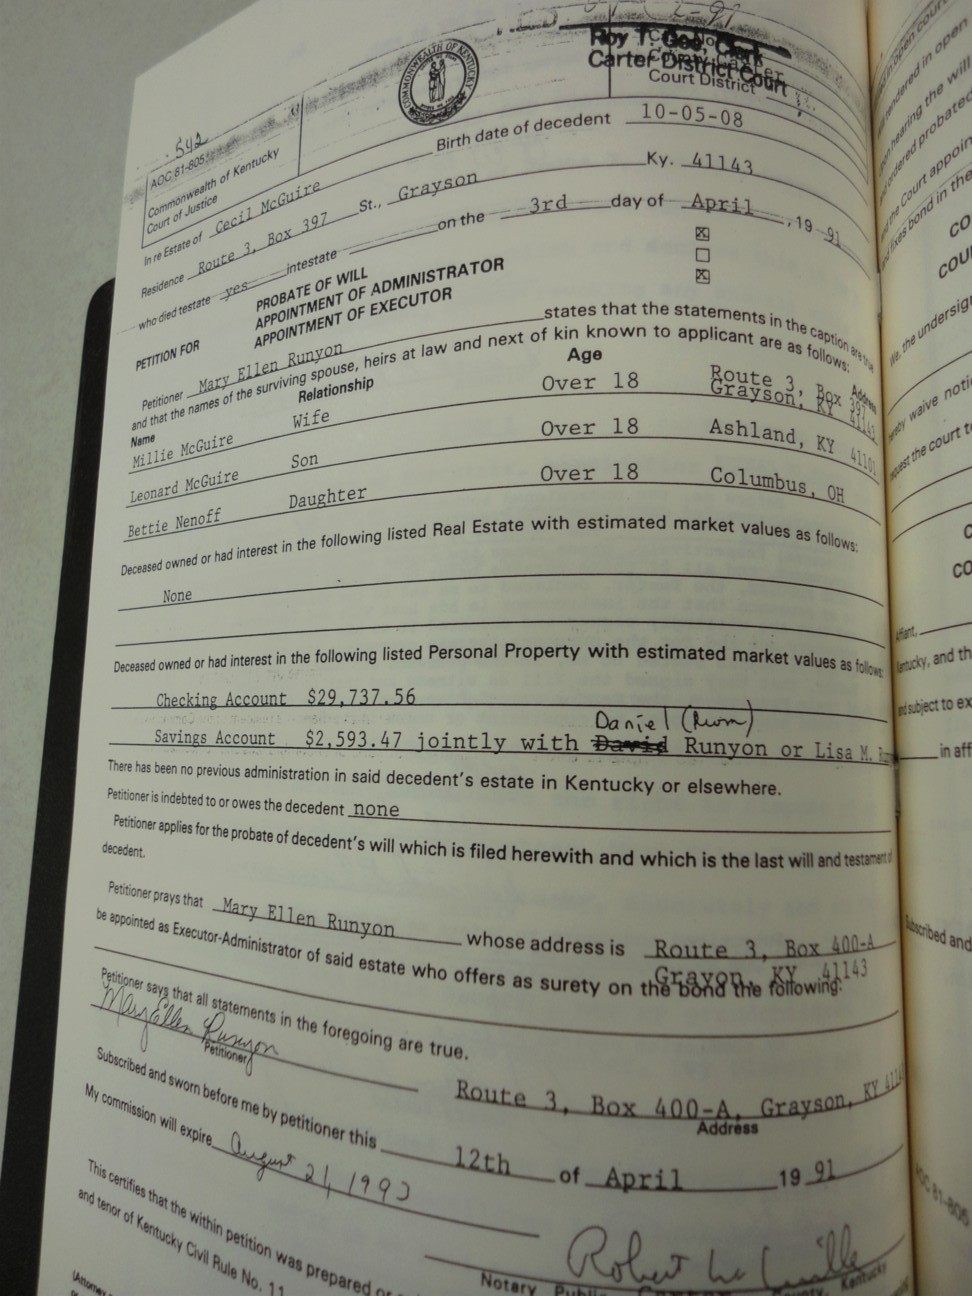 Roy T. Gee, Clerk
Carter District Court
Court District
COMMONWEALTH OF KENTUCKY
542
AOC 81-805
Commonwealth of Kentucky
Court of Justice
Birth date of decedent 10-05-08
In re Estate of Cecil McGuire
Residence Route 3, Box 397 St., Grayson Ky. 41143
who died testate yes intestate on the 3rd day of April, 19 91
PETITION FOR
PROBATE OF WILL ☒
APPOINTMENT OF ADMINISTRATOR ☐
APPOINTMENT OF EXECUTOR ☒
Petitioner Mary Ellen Runyon states that the statements in the caption are true
and that the names of the surviving spouse, heirs at law and next of kin known to applicant are as follows:
Name Relationship Age Address
Millie McGuire Wife Over 18 Route 3, Box 397
Grayson, KY 41143
Leonard McGuire Son Over 18 Ashland, KY 41101
Bettie Nenoff Daughter Over 18 Columbus, OH
Deceased owned or had interest in the following listed Real Estate with estimated market values as follows:
None
Deceased owned or had interest in the following listed Personal Property with estimated market values as follows:
Checking Account $29,737.56
Daniel
Savings Account $2,593.47 jointly with David Runyon or Lisa M.
There has been no previous administration in said decedent's estate in Kentucky or elsewhere.
Petitioner is indebted to or owes the decedent none
Petitioner applies for the probate of decedent's will which is filed herewith and which is the last will and testament of
decedent.
Petitioner prays that Mary Ellen Runyon whose address is Route 3, Box 400-A
Grayon, KY 41143
be appointed as Executor-Administrator of said estate who offers as surety on the bond the following:
Petitioner says that all statements in the foregoing are true.
Mary Ellen Runyon
Petitioner
Route 3, Box 400-A, Grayson, KY
Address
Subscribed and sworn before me by petitioner this 12th of April 19 91
My commission will expire August 21, 1993
This certifies that the within petition was prepared
and tenor of Kentucky Civil Rule No. 11
Robert
Notary Public County, Kentucky
(Attorney